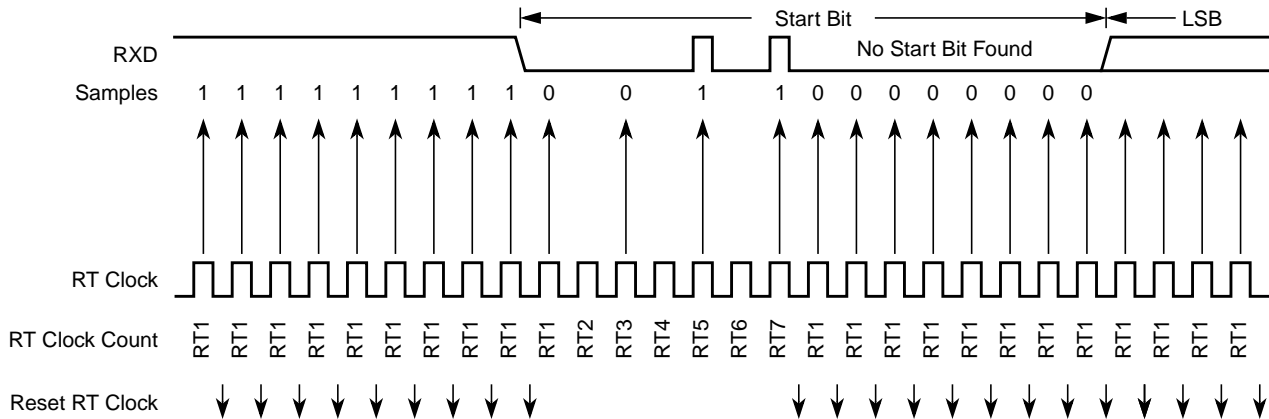 Start Bit LSB
RXD No Start Bit Found
Samples 1 1 1 1 1 1 1 1 1 0 0 1 1 0 0 0 0 0 0 0 0
RT Clock
RT Clock Count RT1 RT1 RT1 RT1 RT1 RT1 RT1 RT1 RT1 RT1 RT2 RT3 RT4 RT5 RT6 RT7 RT1 RT1 RT1 RT1 RT1 RT1 RT1 RT1 RT1 RT1 RT1 RT1
Reset RT Clock